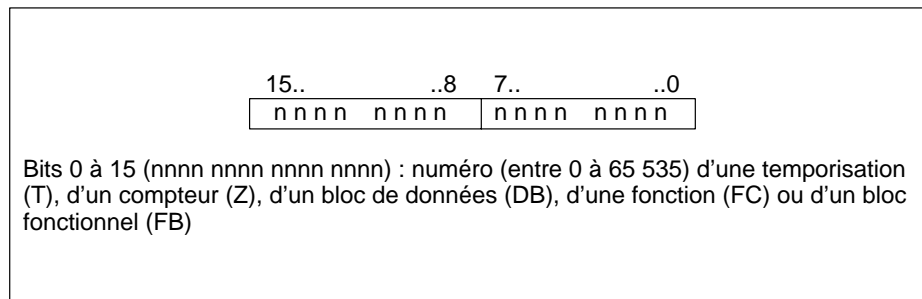 15.. ..8 7.. ..0
n n n n n n n n n n n n n n n n
Bits 0 à 15 (nnnn nnnn nnnn nnnn) : numéro (entre 0 à 65 535) d'une temporisation
(T), d'un compteur (Z), d'un bloc de données (DB), d'une fonction (FC) ou d'un bloc
fonctionnel (FB)